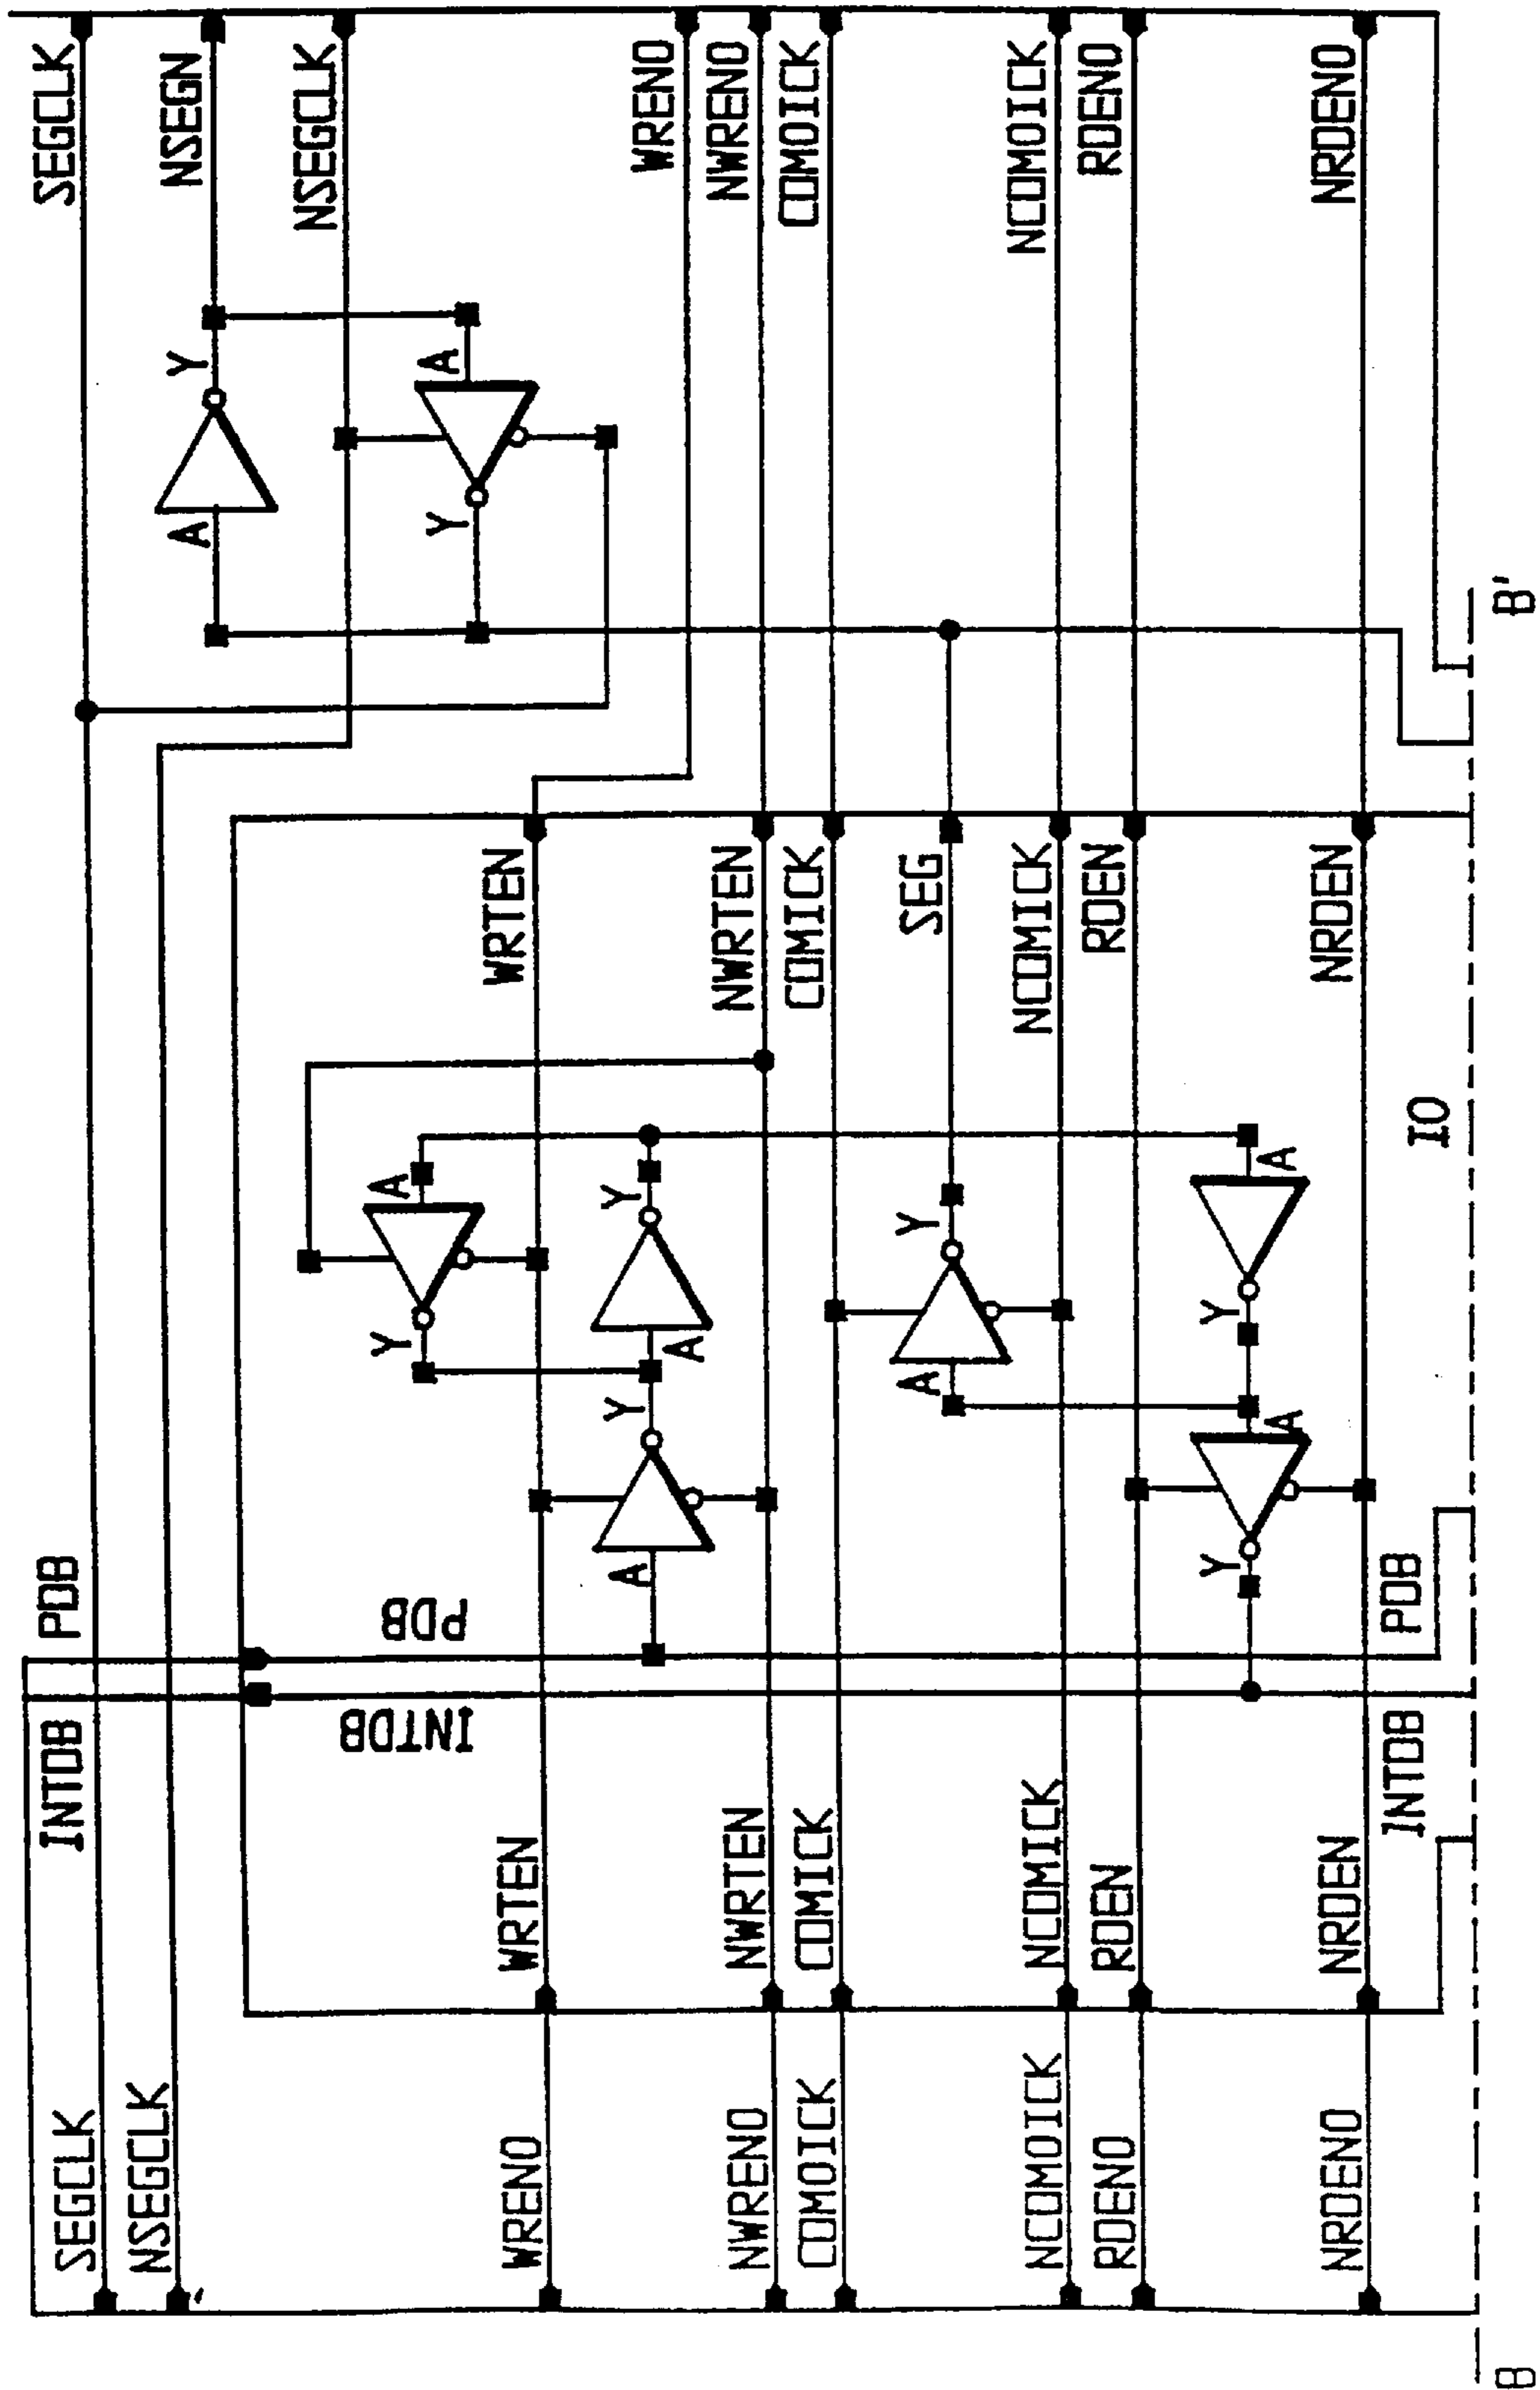 INTDB
PDB
SEGCLK
SEGCLK
NSEGCLK
A
Y
NSEGN
NSEGCLK
INTDB
PDB
Y
A
Y
A
WRENO
WRTEN
WRTEN
WRENO
A
Y
A
Y
NWRENO
NWRTEN
NWRTEN
NWRENO
COMOICK
COMICK
COMICK
COMOICK
A
Y
SEG
NCOMOICK
NCOMICK
NCOMICK
NCOMOICK
RDENO
RDEN
RDEN
RDENO
Y
A
Y
A
NRDENO
NRDEN
NRDEN
NRDENO
INTDB
PDB
IO
B
B'